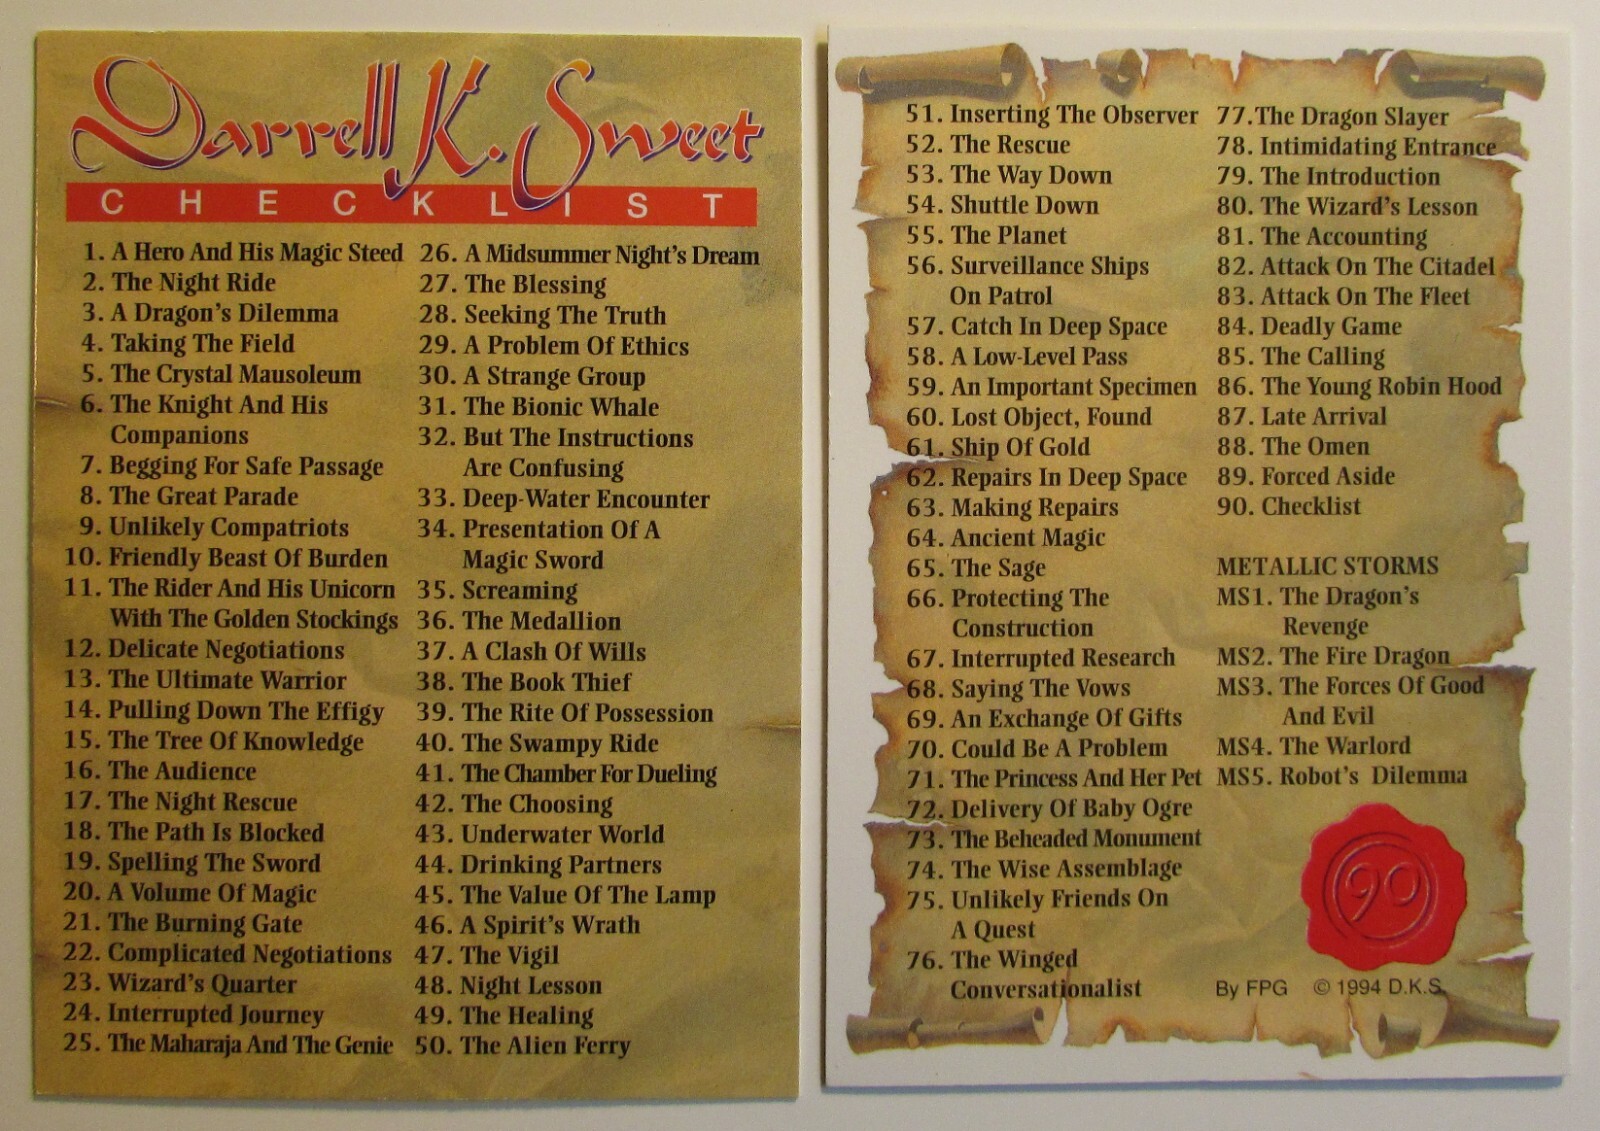 Darrell K. Sweet
CHECKLIST
1. A Hero And His Magic Steed
2. The Night Ride
3. A Dragon's Dilemma
4. Taking The Field
5. The Crystal Mausoleum
6. The Knight And His
Companions
7. Begging For Safe Passage
8. The Great Parade
9. Unlikely Compatriots
10. Friendly Beast Of Burden
11. The Rider And His Unicorn
With The Golden Stockings
12. Delicate Negotiations
13. The Ultimate Warrior
14. Pulling Down The Effigy
15. The Tree Of Knowledge
16. The Audience
17. The Night Rescue
18. The Path Is Blocked
19. Spelling The Sword
20. A Volume Of Magic
21. The Burning Gate
22. Complicated Negotiations
23. Wizard's Quarter
24. Interrupted Journey
25. The Maharaja And The Genie
26. A Midsummer Night's Dream
27. The Blessing
28. Seeking The Truth
29. A Problem Of Ethics
30. A Strange Group
31. The Bionic Whale
32. But The Instructions
Are Confusing
33. Deep-Water Encounter
34. Presentation Of A
Magic Sword
35. Screaming
36. The Medallion
37. A Clash Of Wills
38. The Book Thief
39. The Rite Of Possession
40. The Swampy Ride
41. The Chamber For Dueling
42. The Choosing
43. Underwater World
44. Drinking Partners
45. The Value Of The Lamp
46. A Spirit's Wrath
47. The Vigil
48. Night Lesson
49. The Healing
50. The Alien Ferry
51. Inserting The Observer
52. The Rescue
53. The Way Down
54. Shuttle Down
55. The Planet
56. Surveillance Ships
On Patrol
57. Catch In Deep Space
58. A Low-Level Pass
59. An Important Specimen
60. Lost Object, Found
61. Ship Of Gold
62. Repairs In Deep Space
63. Making Repairs
64. Ancient Magic
65. The Sage
66. Protecting The
Construction
67. Interrupted Research
68. Saying The Vows
69. An Exchange Of Gifts
70. Could Be A Problem
71. The Princess And Her Pet
72. Delivery Of Baby Ogre
73. The Beheaded Monument
74. The Wise Assemblage
75. Unlikely Friends On
A Quest
76. The Winged
Conversationalist
77. The Dragon Slayer
78. Intimidating Entrance
79. The Introduction
80. The Wizard's Lesson
81. The Accounting
82. Attack On The Citadel
83. Attack On The Fleet
84. Deadly Game
85. The Calling
86. The Young Robin Hood
87. Late Arrival
88. The Omen
89. Forced Aside
90. Checklist
METALLIC STORMS
MS1. The Dragon's
Revenge
MS2. The Fire Dragon
MS3. The Forces Of Good
And Evil
MS4. The Warlord
MS5. Robot's Dilemma
90
By FPG © 1994 D.K.S.